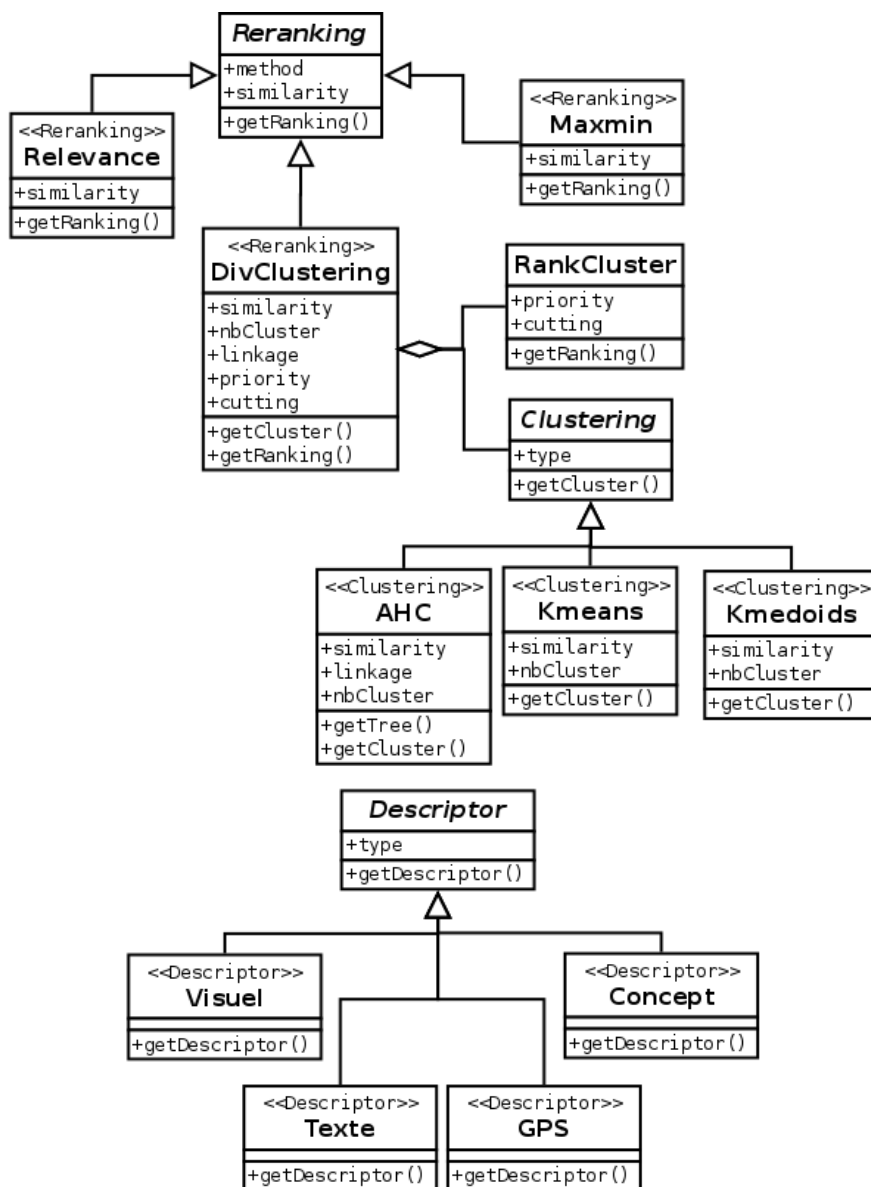 Reranking
+method
+similarity
+getRanking()
<<Reranking>>
Relevance
+similarity
+getRanking()
<<Reranking>>
Maxmin
+similarity
+getRanking()
<<Reranking>>
DivClustering
+similarity
+nbCluster
+linkage
+priority
+cutting
+getCluster()
+getRanking()
RankCluster
+priority
+cutting
+getRanking()
Clustering
+type
+getCluster()
<<Clustering>>
AHC
+similarity
+linkage
+nbCluster
+getTree()
+getCluster()
<<Clustering>>
Kmeans
+similarity
+nbCluster
+getCluster()
<<Clustering>>
Kmedoids
+similarity
+nbCluster
+getCluster()
Descriptor
+type
+getDescriptor()
<<Descriptor>>
Visuel
+getDescriptor()
<<Descriptor>>
Concept
+getDescriptor()
<<Descriptor>>
Texte
+getDescriptor()
<<Descriptor>>
GPS
+getDescriptor()